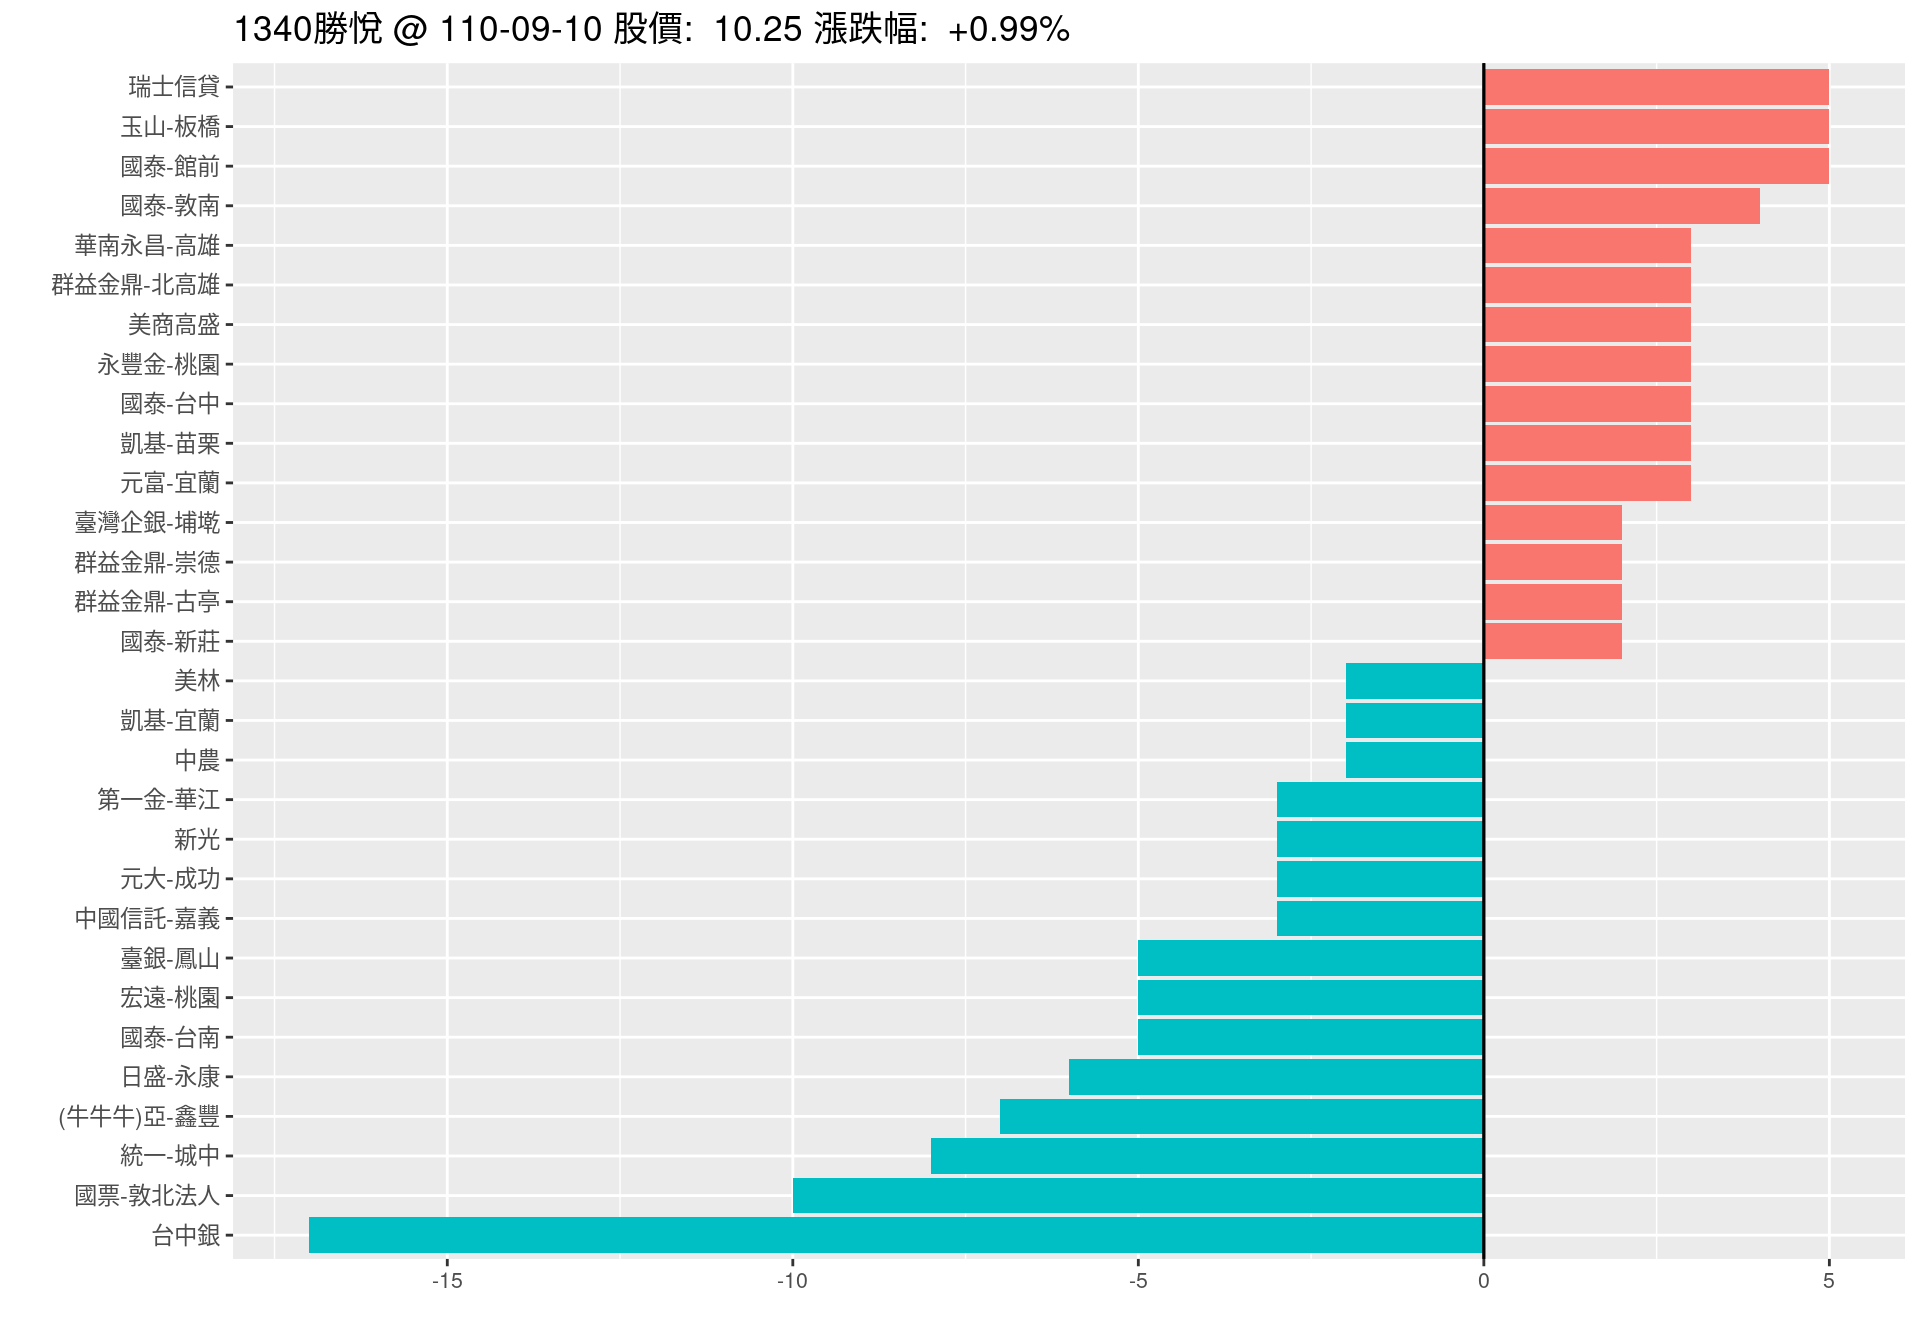 1340勝悅 @ 110-09-10 股價:  10.25 漲跌幅:  +0.99%
瑞士信貸
玉山-板橋
國泰-館前
國泰-敦南
華南永昌-高雄
群益金鼎-北高雄
美商高盛
永豐金-桃園
國泰-台中
凱基-苗栗
元富-宜蘭
臺灣企銀-埔墘
群益金鼎-崇德
群益金鼎-古亭
國泰-新莊
美林
凱基-宜蘭
中農
第一金-華江
新光
元大-成功
中國信託-嘉義
臺銀-鳳山
宏遠-桃園
國泰-台南
日盛-永康
(牛牛牛)亞-鑫豐
統一-城中
國票-敦北法人
台中銀
-15 -10 -5 0 5